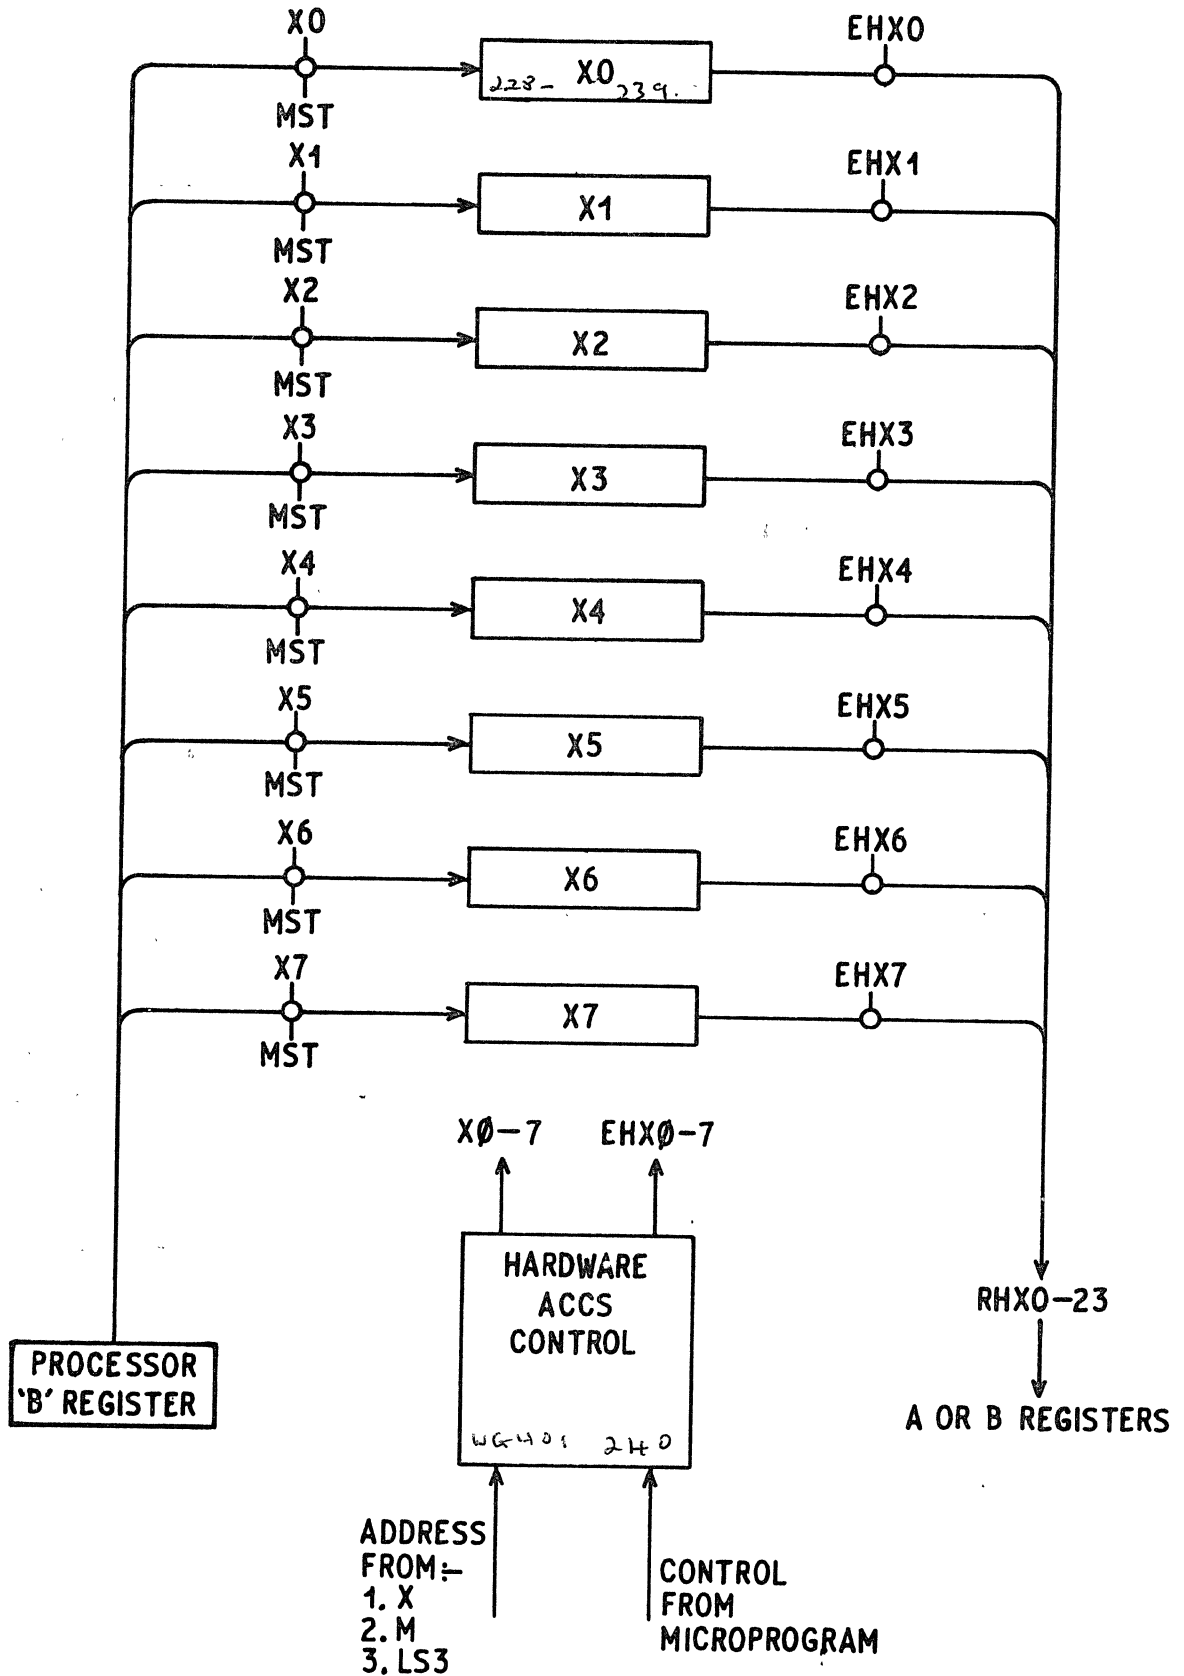 X0
EHX0
X0
228- 239.
MST
X1
EHX1
X1
MST
X2
EHX2
X2
MST
X3
EHX3
X3
MST
X4
EHX4
X4
MST
X5
EHX5
X5
MST
X6
EHX6
X6
MST
X7
EHX7
X7
MST
XØ-7 EHXØ-7
HARDWARE
ACCS
CONTROL
WG401 240
PROCESSOR
'B' REGISTER
RHX0-23
A OR B REGISTERS
ADDRESS
FROM:-
1. X
2. M
3. LS3
CONTROL
FROM
MICROPROGRAM